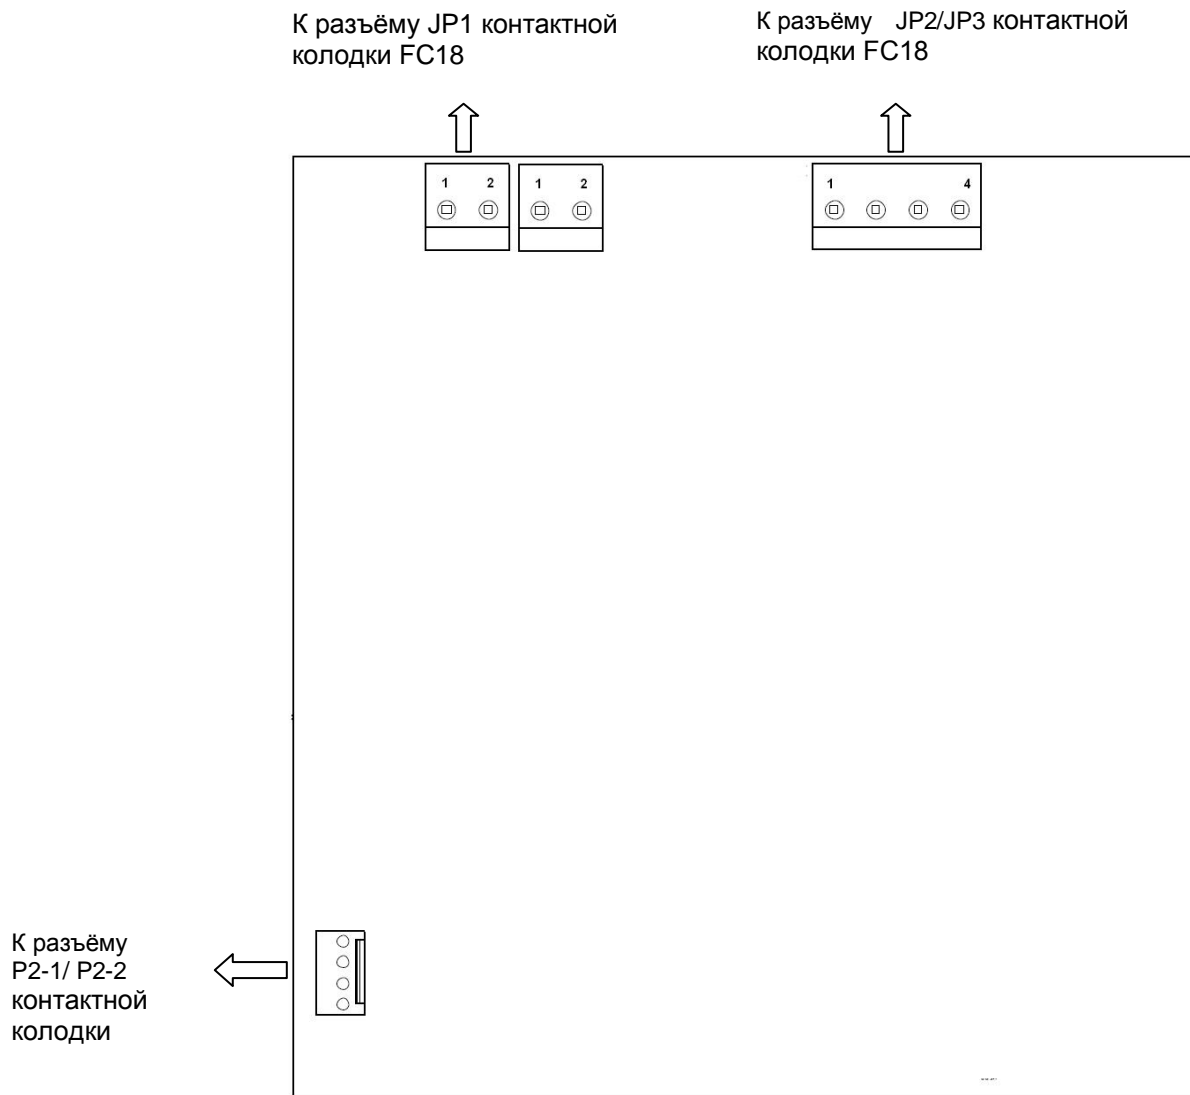 К разъёму JP1 контактной
колодки FC18
К разъёму JP2/JP3 контактной
колодки FC18
1 2 1 2
1 4
К разъёму
P2-1/ P2-2
контактной
колодки